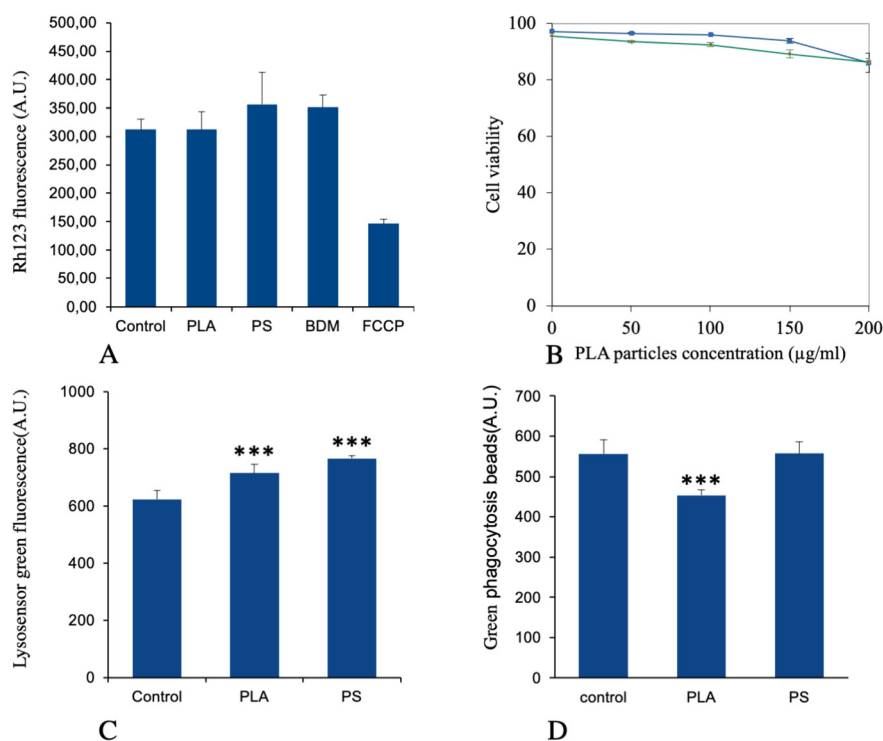 Rh123 fluorescence (A.U.)
500,00
450,00
400,00
350,00
300,00
250,00
200,00
150,00
100,00
50,00
0,00
Control PLA PS BDM FCCP
A
Cell viability
100
80
60
40
20
0
0 50 100 150 200
B PLA particles concentration (µg/ml)
Lysosensor green fluorescence(A.U.)
1000
800
600
400
200
0
***
***
Control PLA PS
C
Green phagocytosis beads(A.U.)
700
600
500
400
300
200
100
0
***
control PLA PS
D